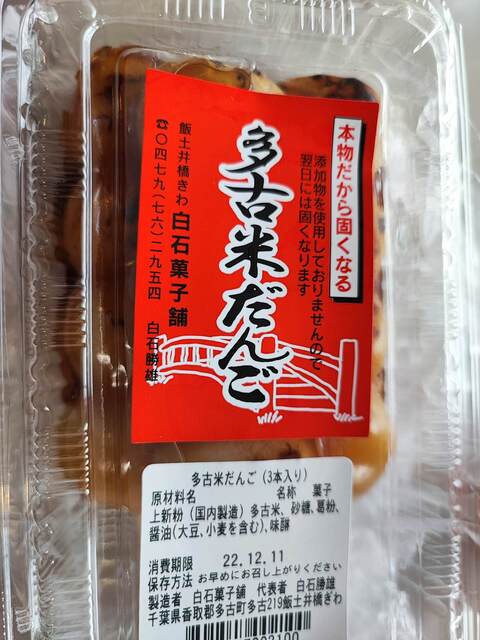 本物だから固くなる
添加物を使用しておりませんので
翌日には固くなります
多古米だんご
飯土井橋きわ 白石菓子舗
☎〇四七九(七六)二九五四 白石勝雄
多古米だんご (3本入り)
名称 菓子
原材料名
上新粉 (国内製造) 多古米、砂糖、葛粉、
醤油(大豆、小麦を含む)、味醂
消費期限 22.12.11
保存方法 お早めにお召し上がりください
製造者 白石菓子舗 代表者 白石勝雄
千葉県香取郡多古町多古219飯土井橋ぎわ